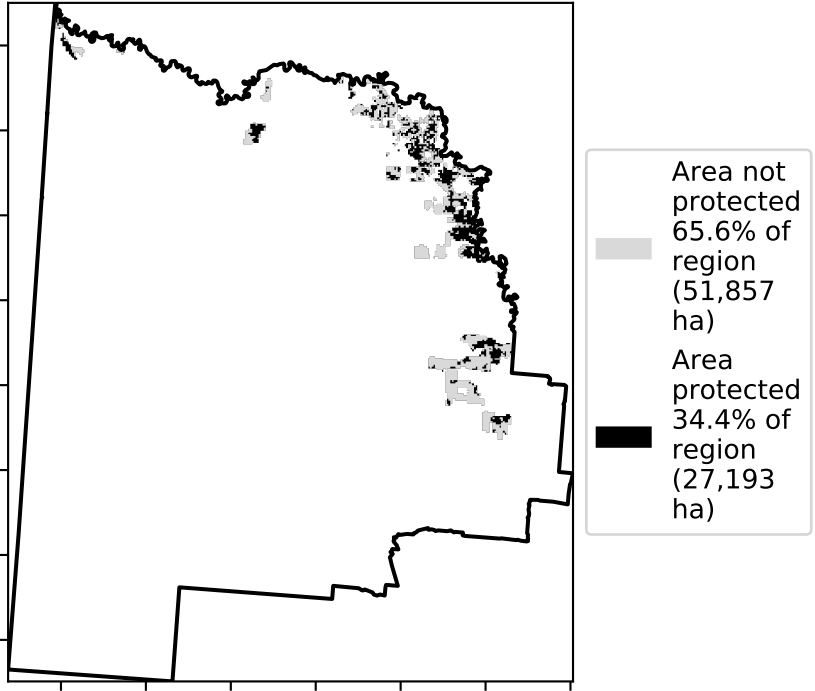 Area not
protected
65.6% of
region
(51,857
ha)
Area
protected
34.4% of
region
(27,193
ha)